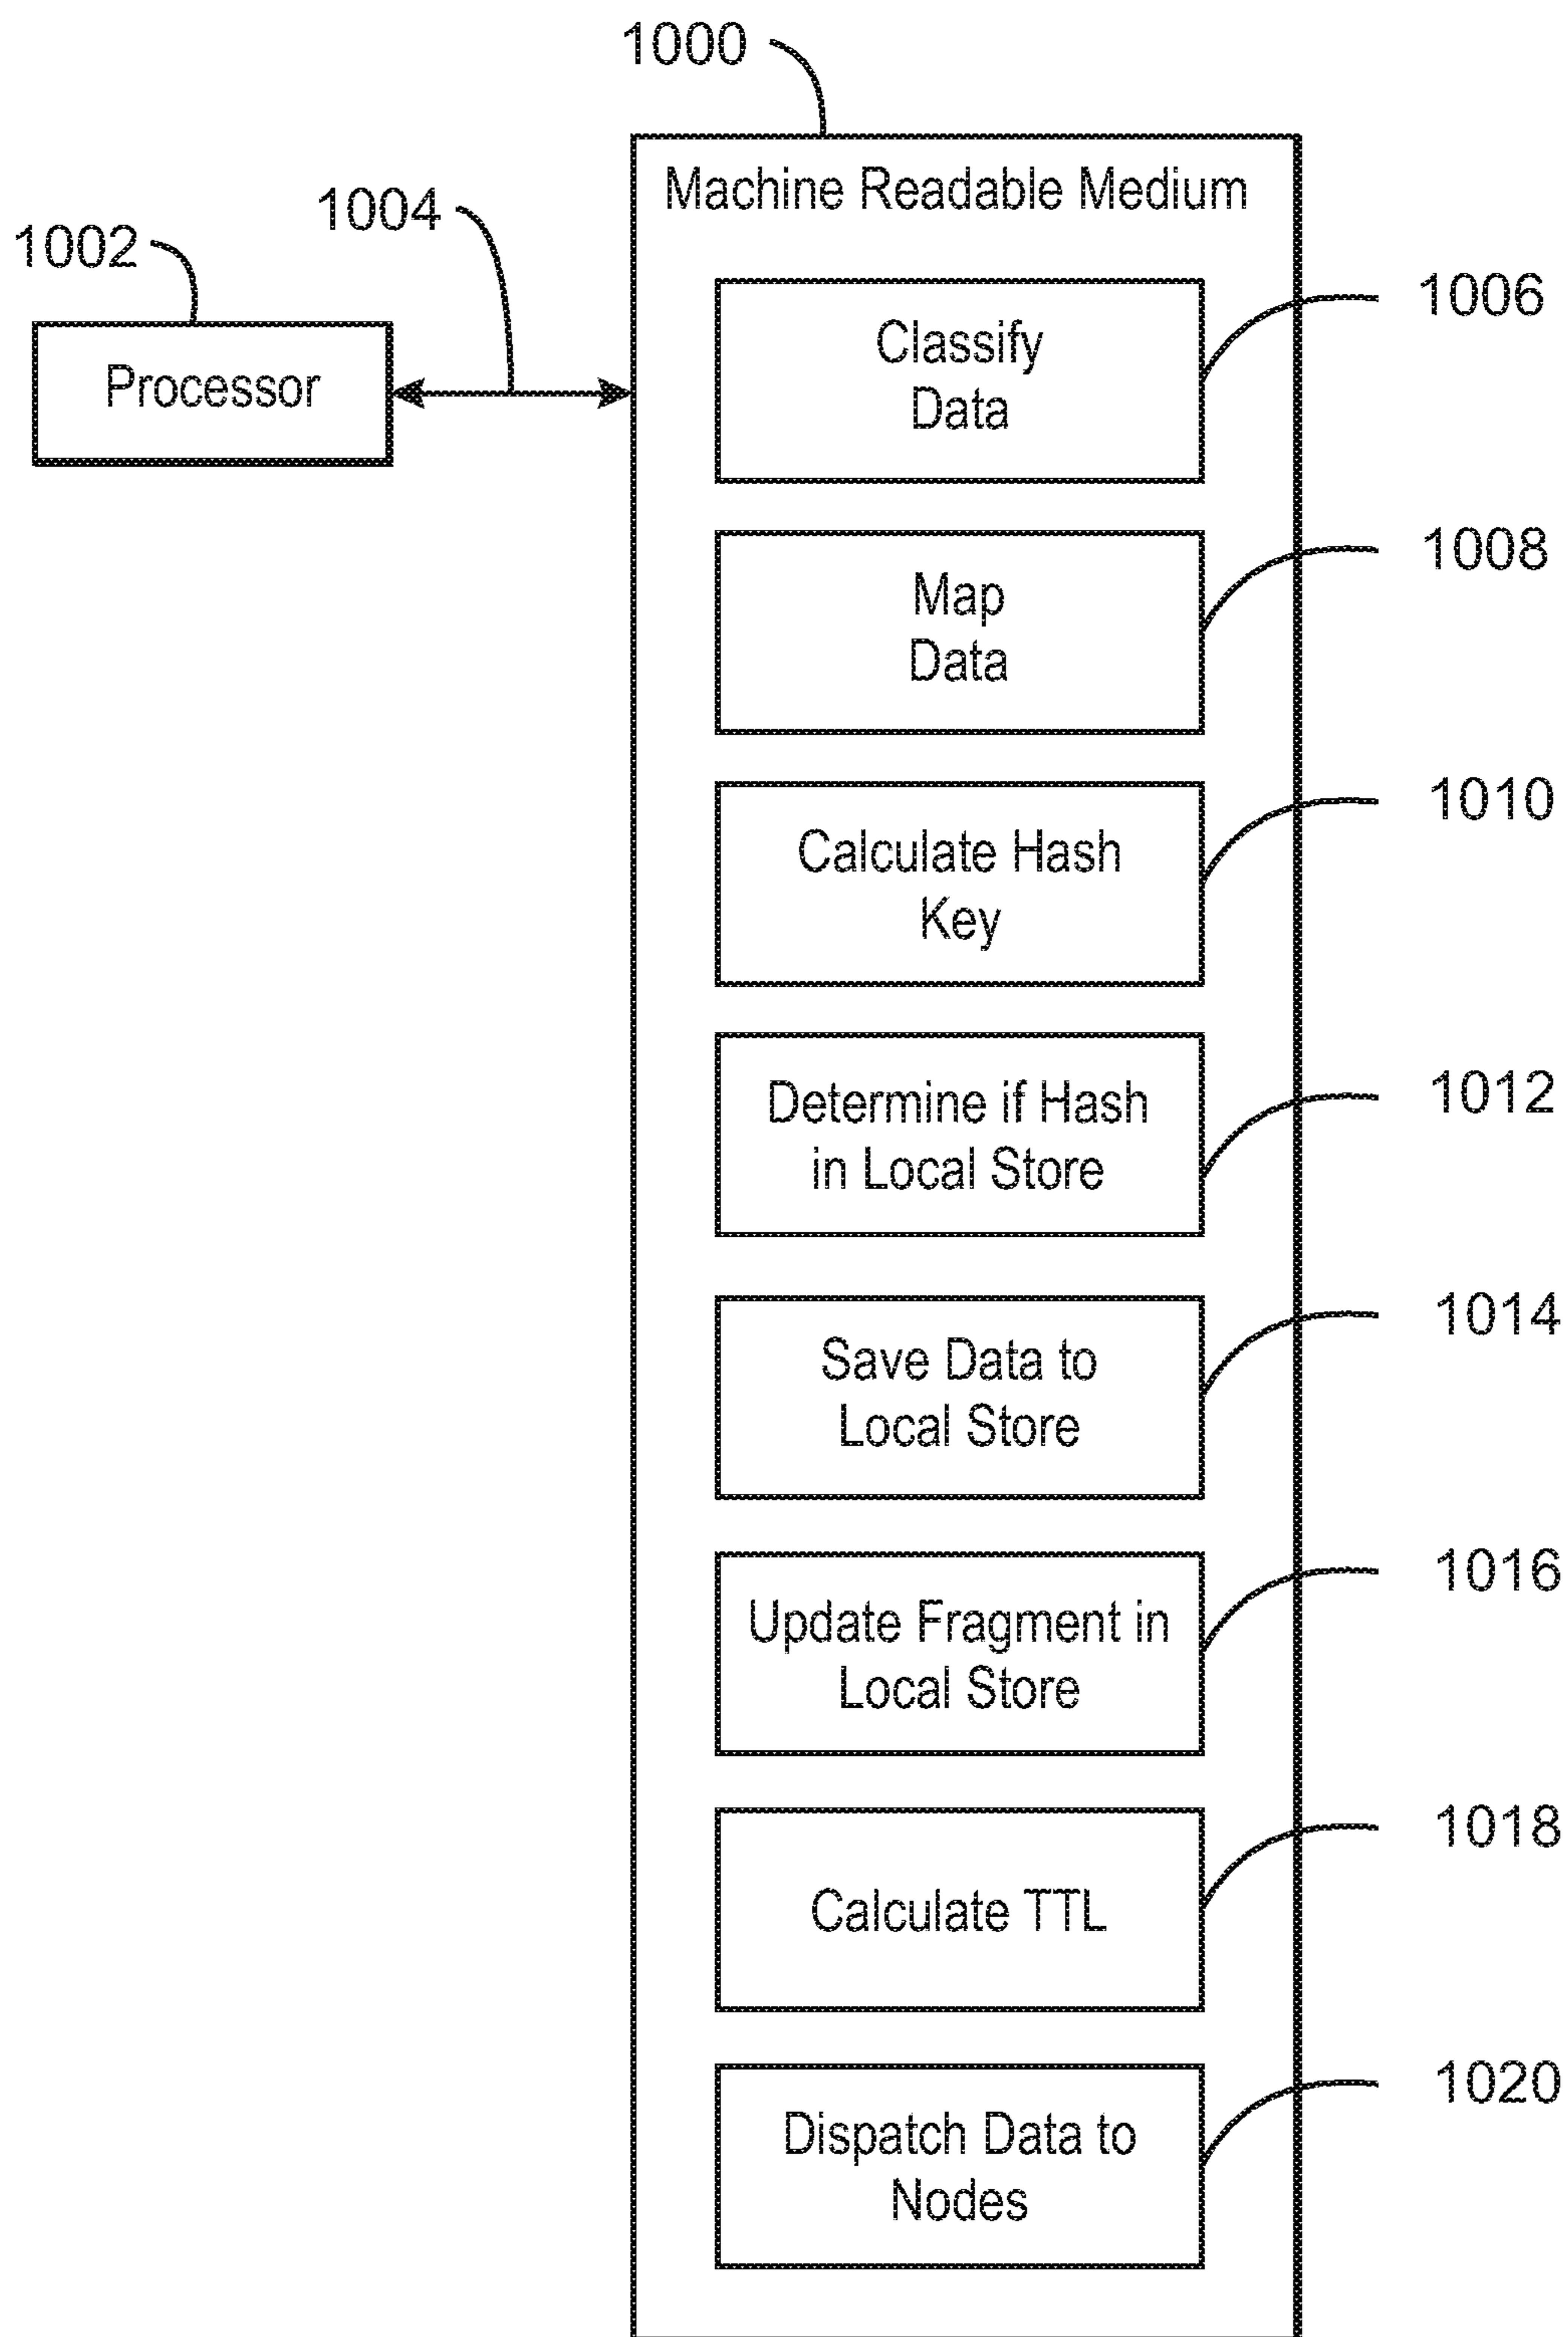 1000
Machine Readable Medium
1004
1002
Processor
1006
Classify
Data
1008
Map
Data
1010
Calculate Hash
Key
1012
Determine if Hash
in Local Store
1014
Save Data to
Local Store
1016
Update Fragment in
Local Store
1018
Calculate TTL
1020
Dispatch Data to
Nodes